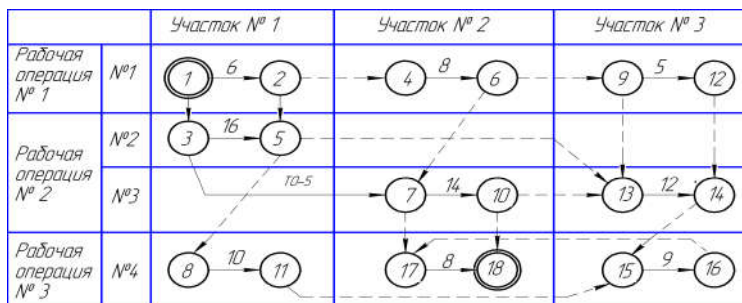 Участок № 1 Участок № 2 Участок № 3
Рабочая операция № 1 №1 1 6 2 4 8 6 9 5 12
Рабочая операция № 2 №2 3 16 5
ТО-5
№3 7 14 10 13 12 14
Рабочая операция № 3 №4 8 10 11 17 8 18 15 9 16